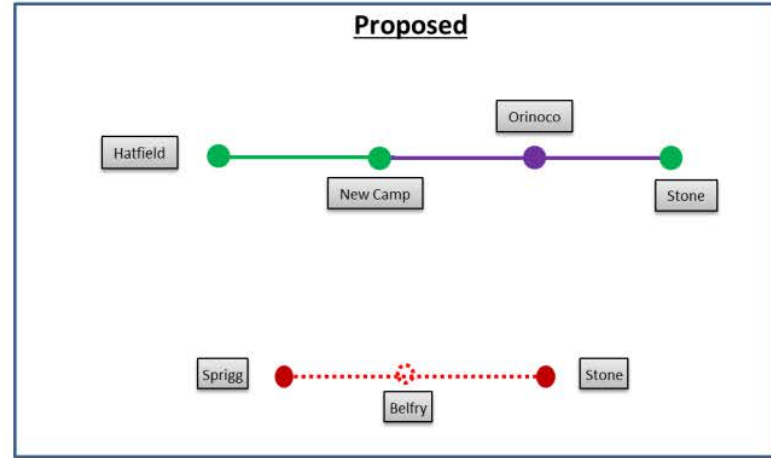 Proposed
Orinoco
Hatfield
New Camp
Stone
Sprigg
Stone
Belfry